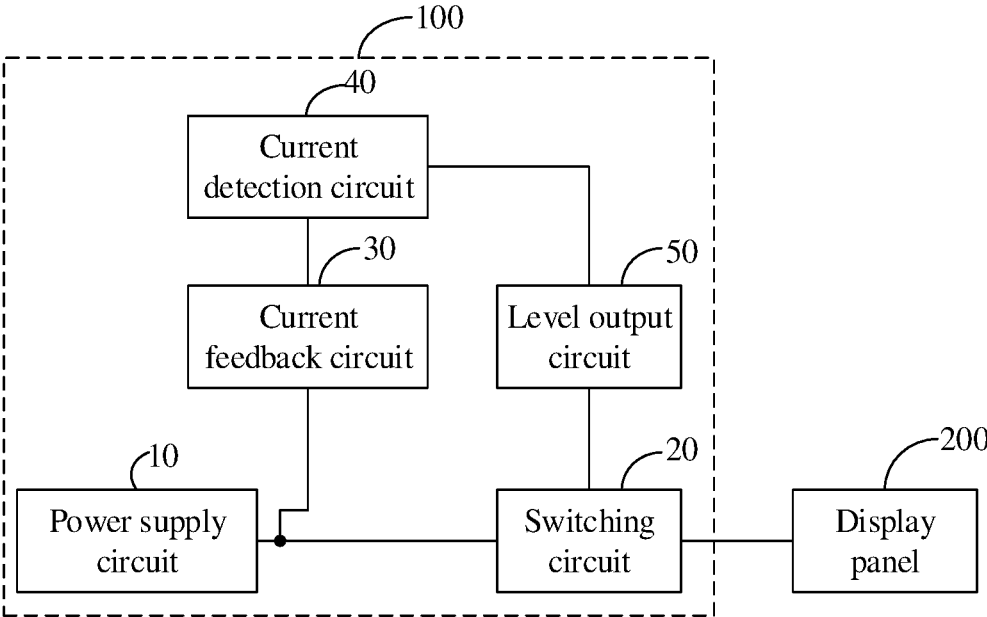 100
40
Current
detection circuit
30
Current
feedback circuit
50
Level output
circuit
10
Power supply
circuit
20
Switching
circuit
200
Display
panel